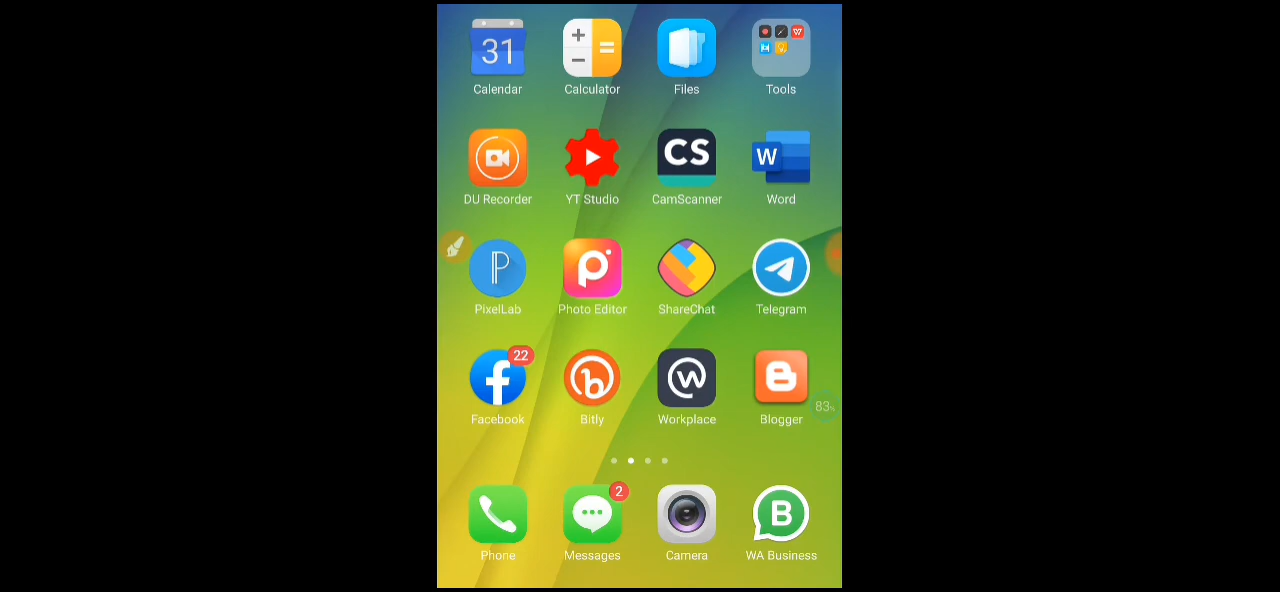 31
Calendar
Calculator
Files
Tools
DU Recorder
YT Studio
CS
CamScanner
W
Word
P
PixelLab
Photo Editor
ShareChat
Telegram
22
Facebook
b
Bitly
W
Workplace
B
Blogger
83%
2
Phone
Messages
Camera
B
WA Business